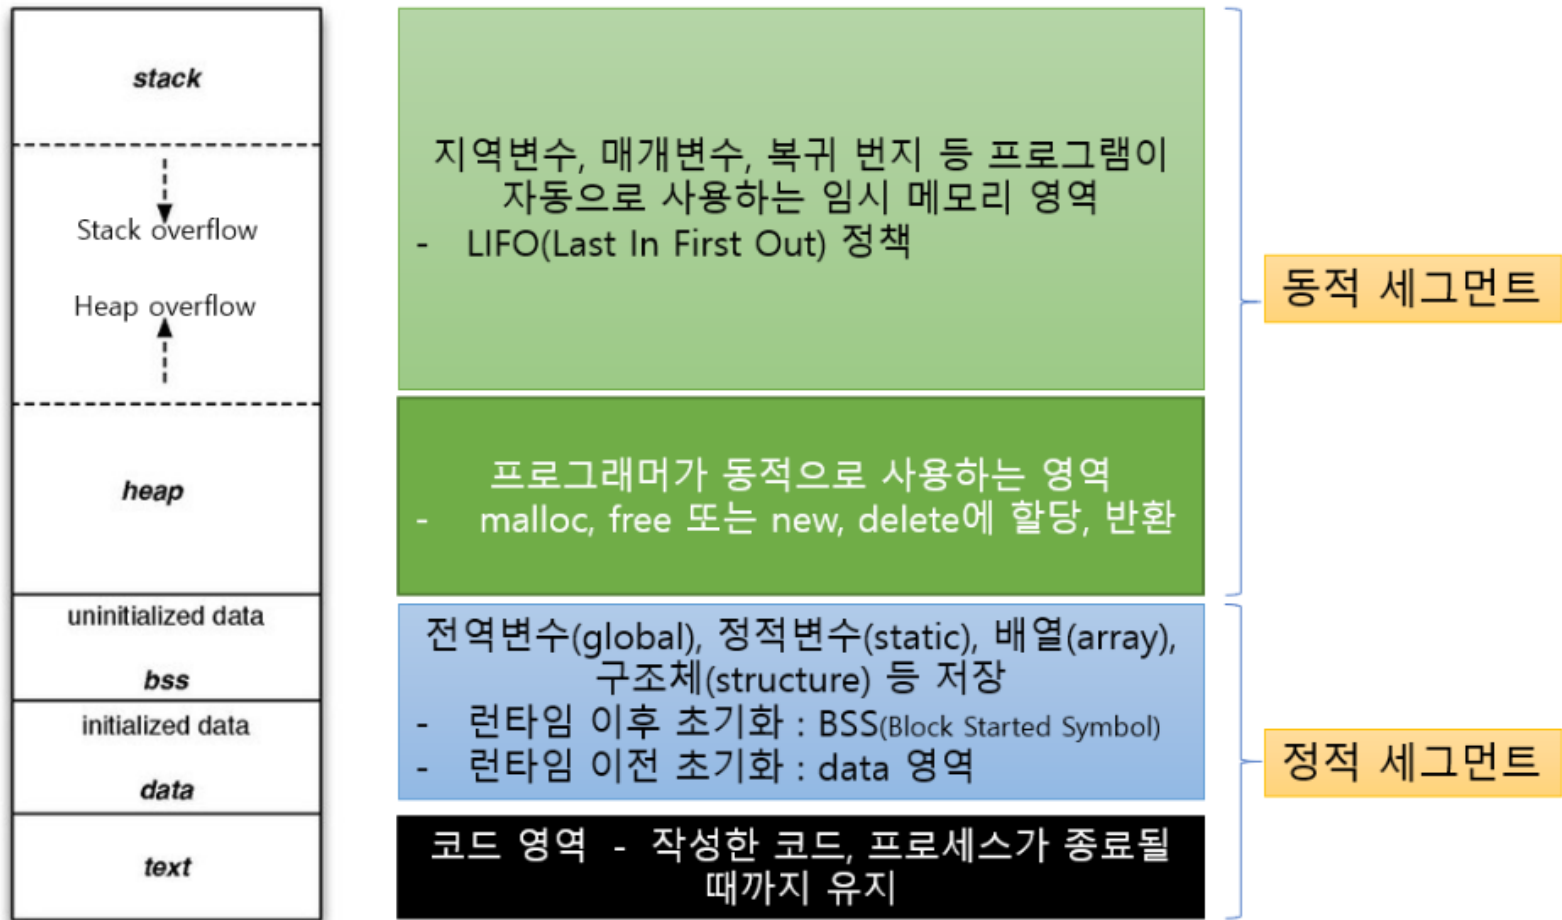 stack
Stack overflow
Heap overflow
heap
uninitialized data
bss
initialized data
data
text
지역변수, 매개변수, 복귀 번지 등 프로그램이
자동으로 사용하는 임시 메모리 영역
- LIFO(Last In First Out) 정책
프로그래머가 동적으로 사용하는 영역
- malloc, free 또는 new, delete에 할당, 반환
전역변수(global), 정적변수(static), 배열(array),
구조체(structure) 등 저장
- 런타임 이후 초기화 : BSS(Block Started Symbol)
- 런타임 이전 초기화 : data 영역
코드 영역 - 작성한 코드, 프로세스가 종료될
때까지 유지
동적 세그먼트
정적 세그먼트